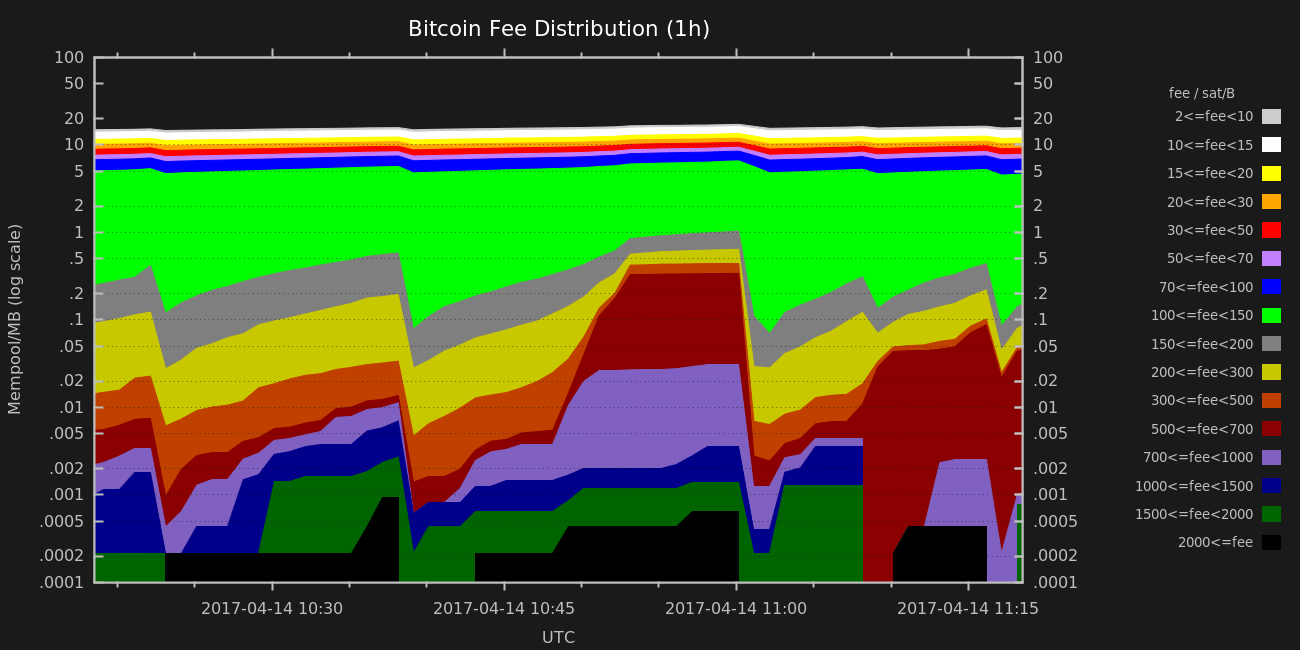 Bitcoin Fee Distribution (1h)
100 100
50 50
20 20
10 10
5 5
2 2
1 1
.5 .5
.2 .2
.1 .1
.05 .05
.02 .02
.01 .01
.005 .005
.002 .002
.001 .001
.0005 .0005
.0002 .0002
.0001 .0001
Mempool/MB (log scale)
2017-04-14 10:30 2017-04-14 10:45 2017-04-14 11:00 2017-04-14 11:15
UTC
fee / sat/B
2<=fee<10
10<=fee<15
15<=fee<20
20<=fee<30
30<=fee<50
50<=fee<70
70<=fee<100
100<=fee<150
150<=fee<200
200<=fee<300
300<=fee<500
500<=fee<700
700<=fee<1000
1000<=fee<1500
1500<=fee<2000
2000<=fee